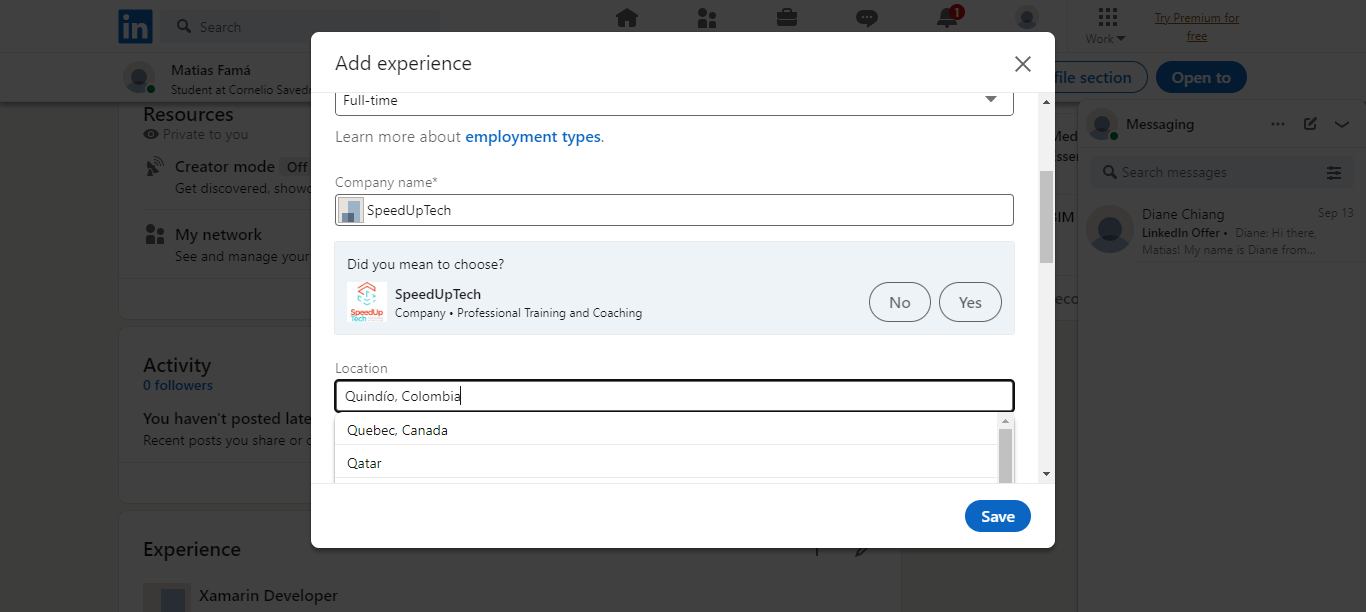 in
Search
1
Work
Try Premium for
free
Matias Famá
Student at Cornelio Saved
file section
Open to
Add experience
Full-time
Learn more about employment types.
Company name*
SpeedUpTech
Did you mean to choose?
SpeedUp
Tech
SpeedUpTech
Company • Professional Training and Coaching
No
Yes
Location
Quindío, Colombia
Quebec, Canada
Qatar
Save
Resources
Private to you
Creator mode Off
Get discovered, showc
My network
See and manage your
Activity
0 followers
You haven't posted late
Recent posts you share or c
Experience
Xamarin Developer
Messaging
Search messages
Diane Chiang
Sep 13
LinkedIn Offer • Diane: Hi there,
Matias! My name is Diane from...